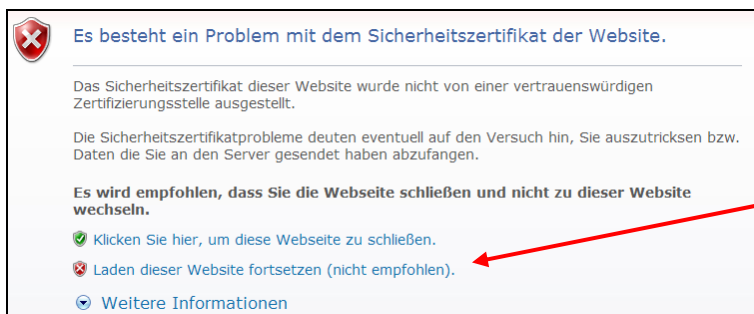 Es besteht ein Problem mit dem Sicherheitszertifikat der Website.
Das Sicherheitszertifikat dieser Website wurde nicht von einer vertrauenswürdigen
Zertifizierungsstelle ausgestellt.
Die Sicherheitszertifikatprobleme deuten eventuell auf den Versuch hin, Sie auszutricksen bzw.
Daten die Sie an den Server gesendet haben abzufangen.
Es wird empfohlen, dass Sie die Webseite schließen und nicht zu dieser Website
wechseln.
Klicken Sie hier, um diese Webseite zu schließen.
Laden dieser Website fortsetzen (nicht empfohlen).
Weitere Informationen